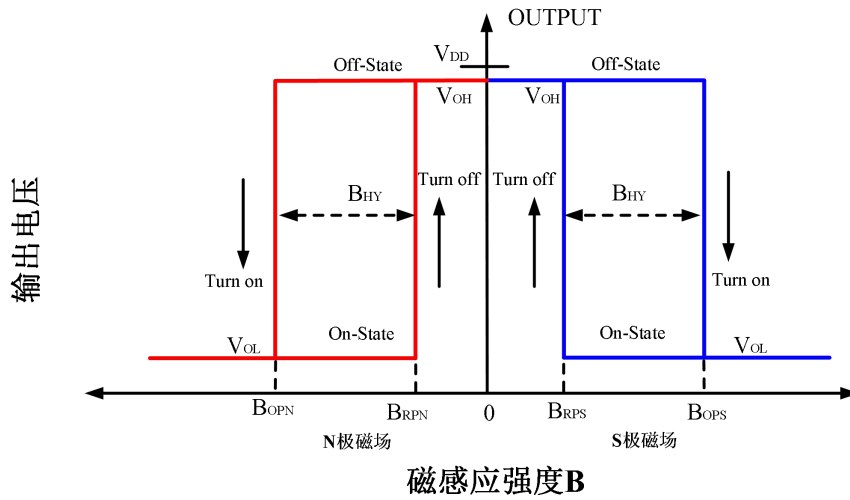 OUTPUT
VDD
Off-State
Off-State
VOH
VOH
Turn off
Turn off
BHY
BHY
输出电压
Turn on
Turn on
On-State
On-State
VOL
VOL
BOPN
BRPN
0
BRPS
BOPS
N极磁场
S极磁场
磁感应强度B